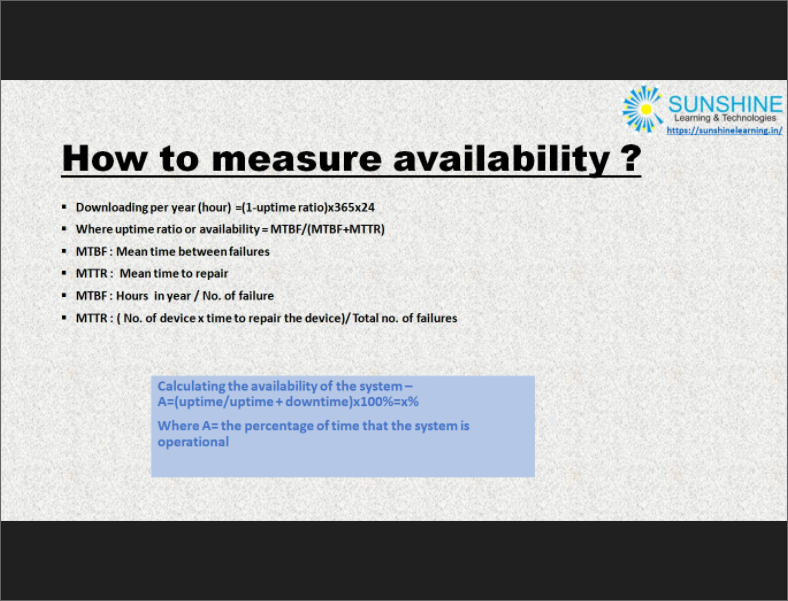 SUNSHINE
Learning & Technologies
https://sunshinelearning.in/
How to measure availability ?
▪ Downloading per year (hour) =(1-uptime ratio)x365x24
▪ Where uptime ratio or availability = MTBF/(MTBF+MTTR)
▪ MTBF : Mean time between failures
▪ MTTR : Mean time to repair
▪ MTBF : Hours in year / No. of failure
▪ MTTR : ( No. of device x time to repair the device)/ Total no. of failures
Calculating the availability of the system –
A=(uptime/uptime + downtime)x100%=x%
Where A= the percentage of time that the system is
operational